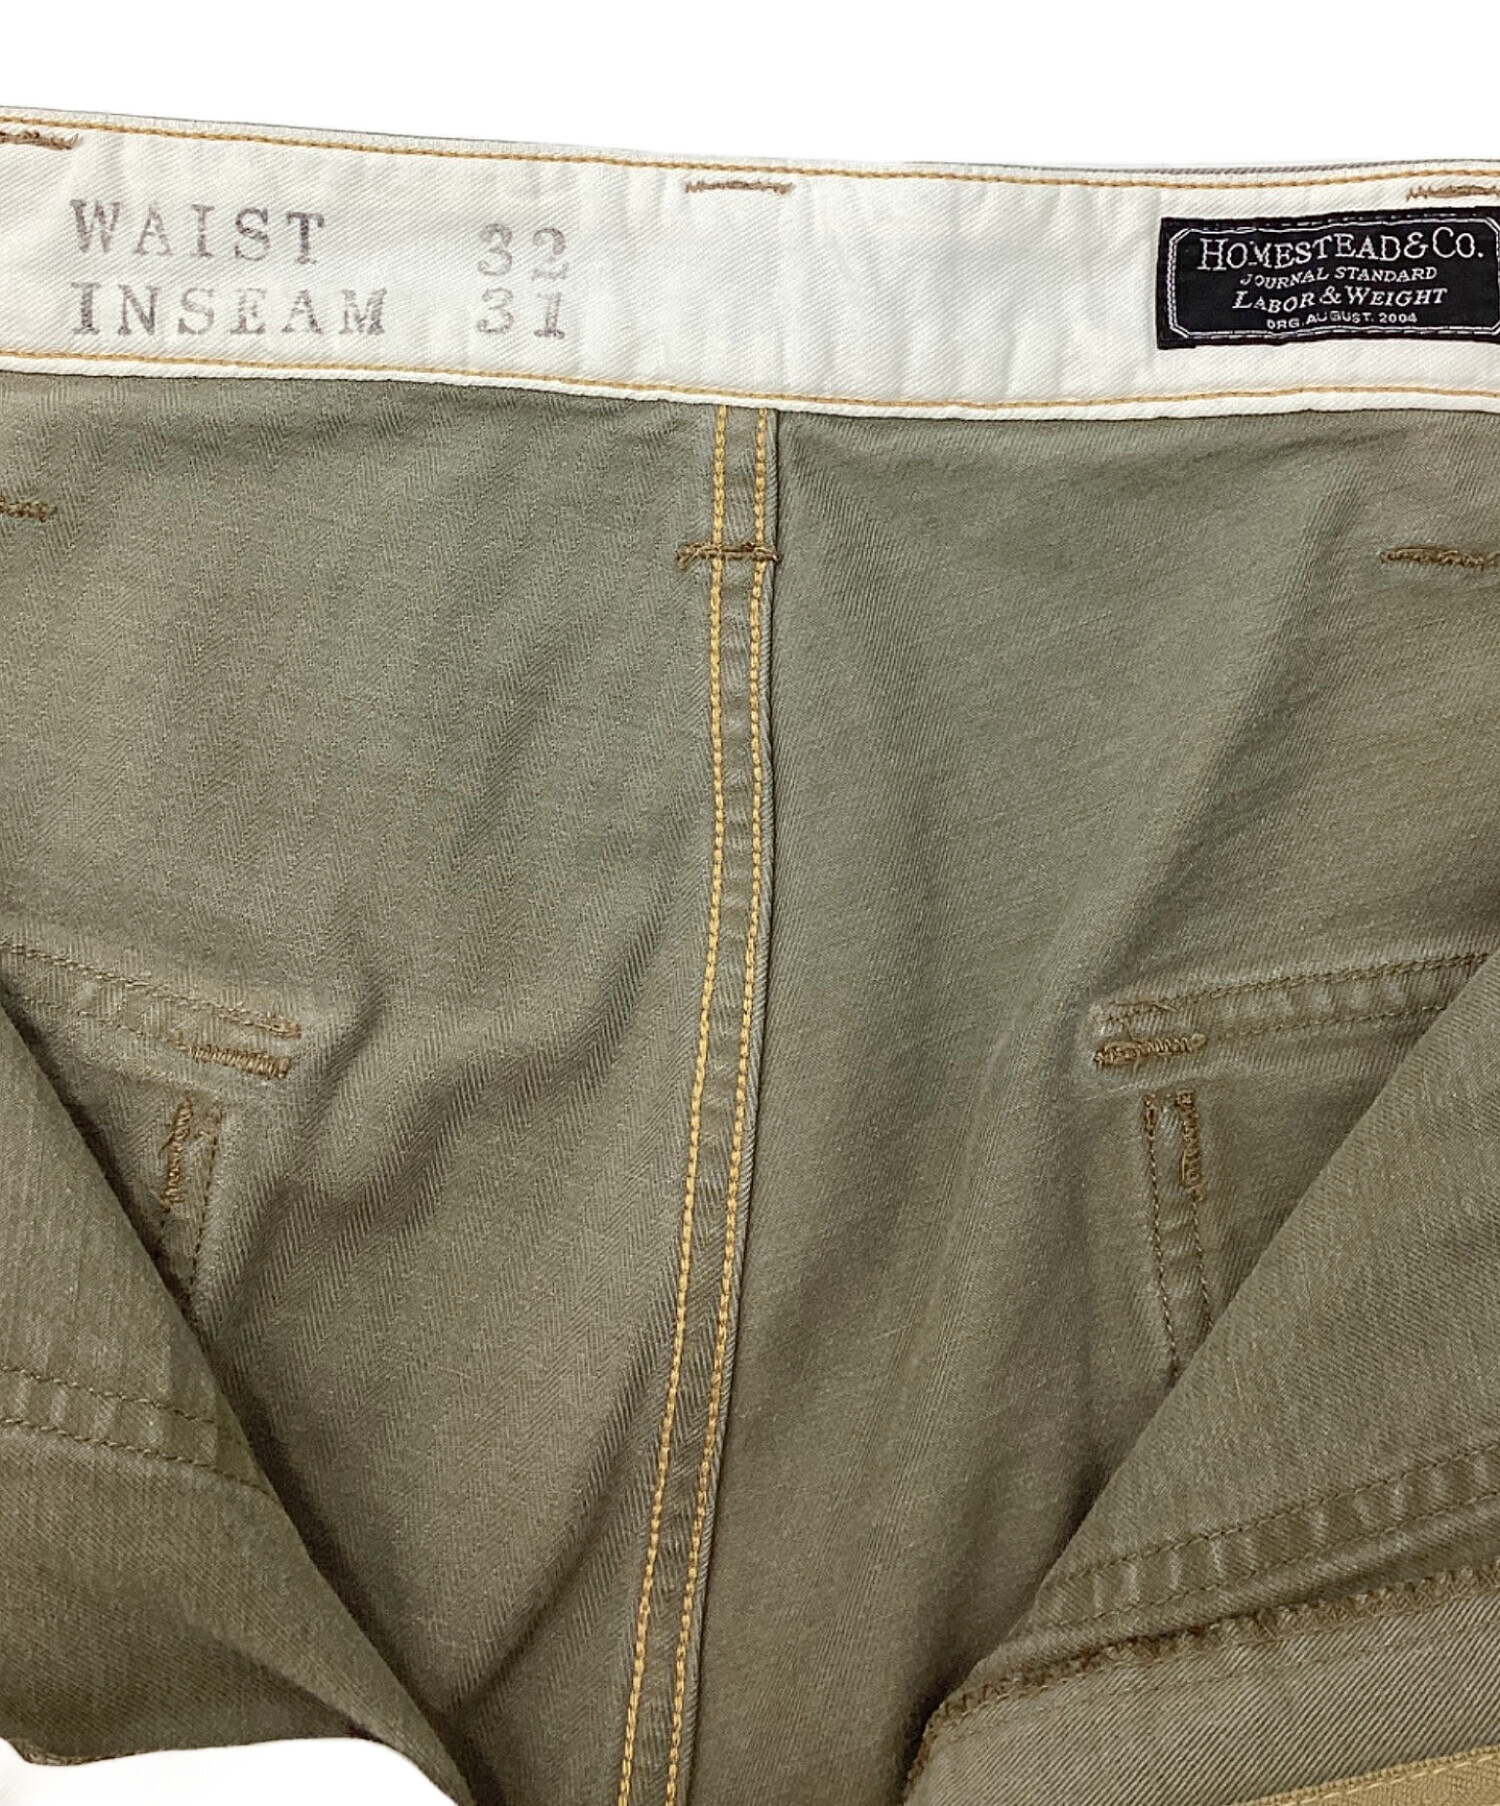 WAIST 32
INSEAM 31
HOMESTEAD & CO.
JOURNAL STANDARD
LABOR & WEIGHT
ORG. AUGUST. 2004